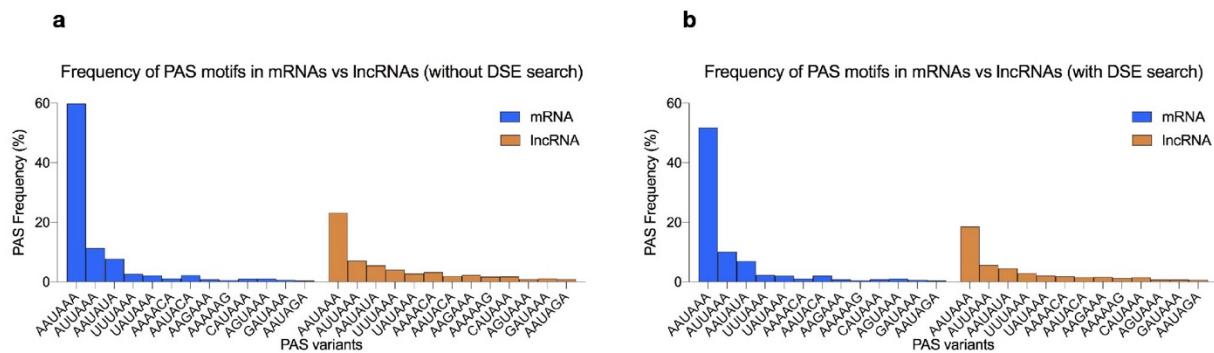 a
Frequency of PAS motifs in mRNAs vs lncRNAs (without DSE search)
PAS Frequency (%)
60
40
20
0
mRNA
lncRNA
AAUAAA
AUUAAA
AAUAUA
UUUAAA
UAUAAA
AAAACA
AAUACA
AAGAAA
AAAAAG
CAUAAA
AGUAAA
GAUAAA
AAUAGA
AAUAAA
AUUAAA
AAUAUA
UUUAAA
UAUAAA
AAAACA
AAUACA
AAGAAA
AAAAAG
CAUAAA
AGUAAA
GAUAAA
AAUAGA
PAS variants
b
Frequency of PAS motifs in mRNAs vs lncRNAs (with DSE search)
PAS Frequency (%)
60
40
20
0
mRNA
lncRNA
AAUAAA
AUUAAA
AAUAUA
UUUAAA
UAUAAA
AAAACA
AAUACA
AAGAAA
AAAAAG
CAUAAA
AGUAAA
GAUAAA
AAUAGA
AAUAAA
AUUAAA
AAUAUA
UUUAAA
UAUAAA
AAAACA
AAUACA
AAGAAA
AAAAAG
CAUAAA
AGUAAA
GAUAAA
AAUAGA
PAS variants